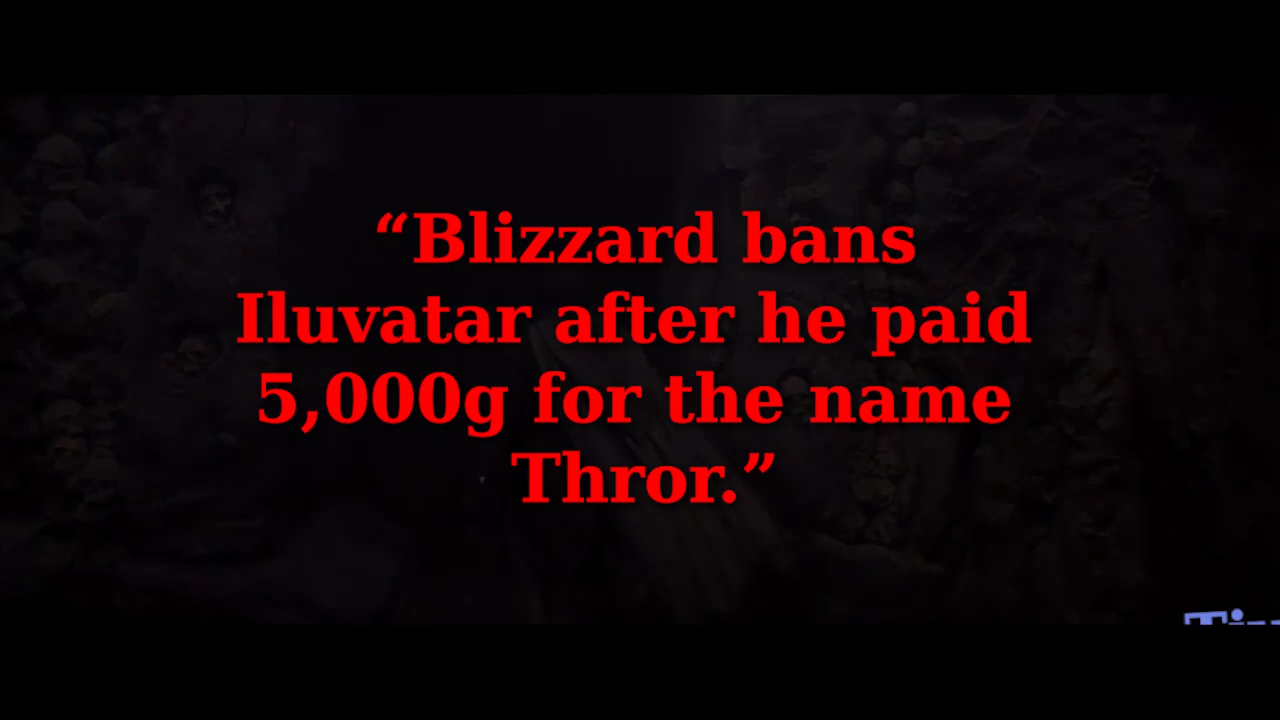 “Blizzard bans
Iluvatar after he paid
5,000g for the name
Thror.”